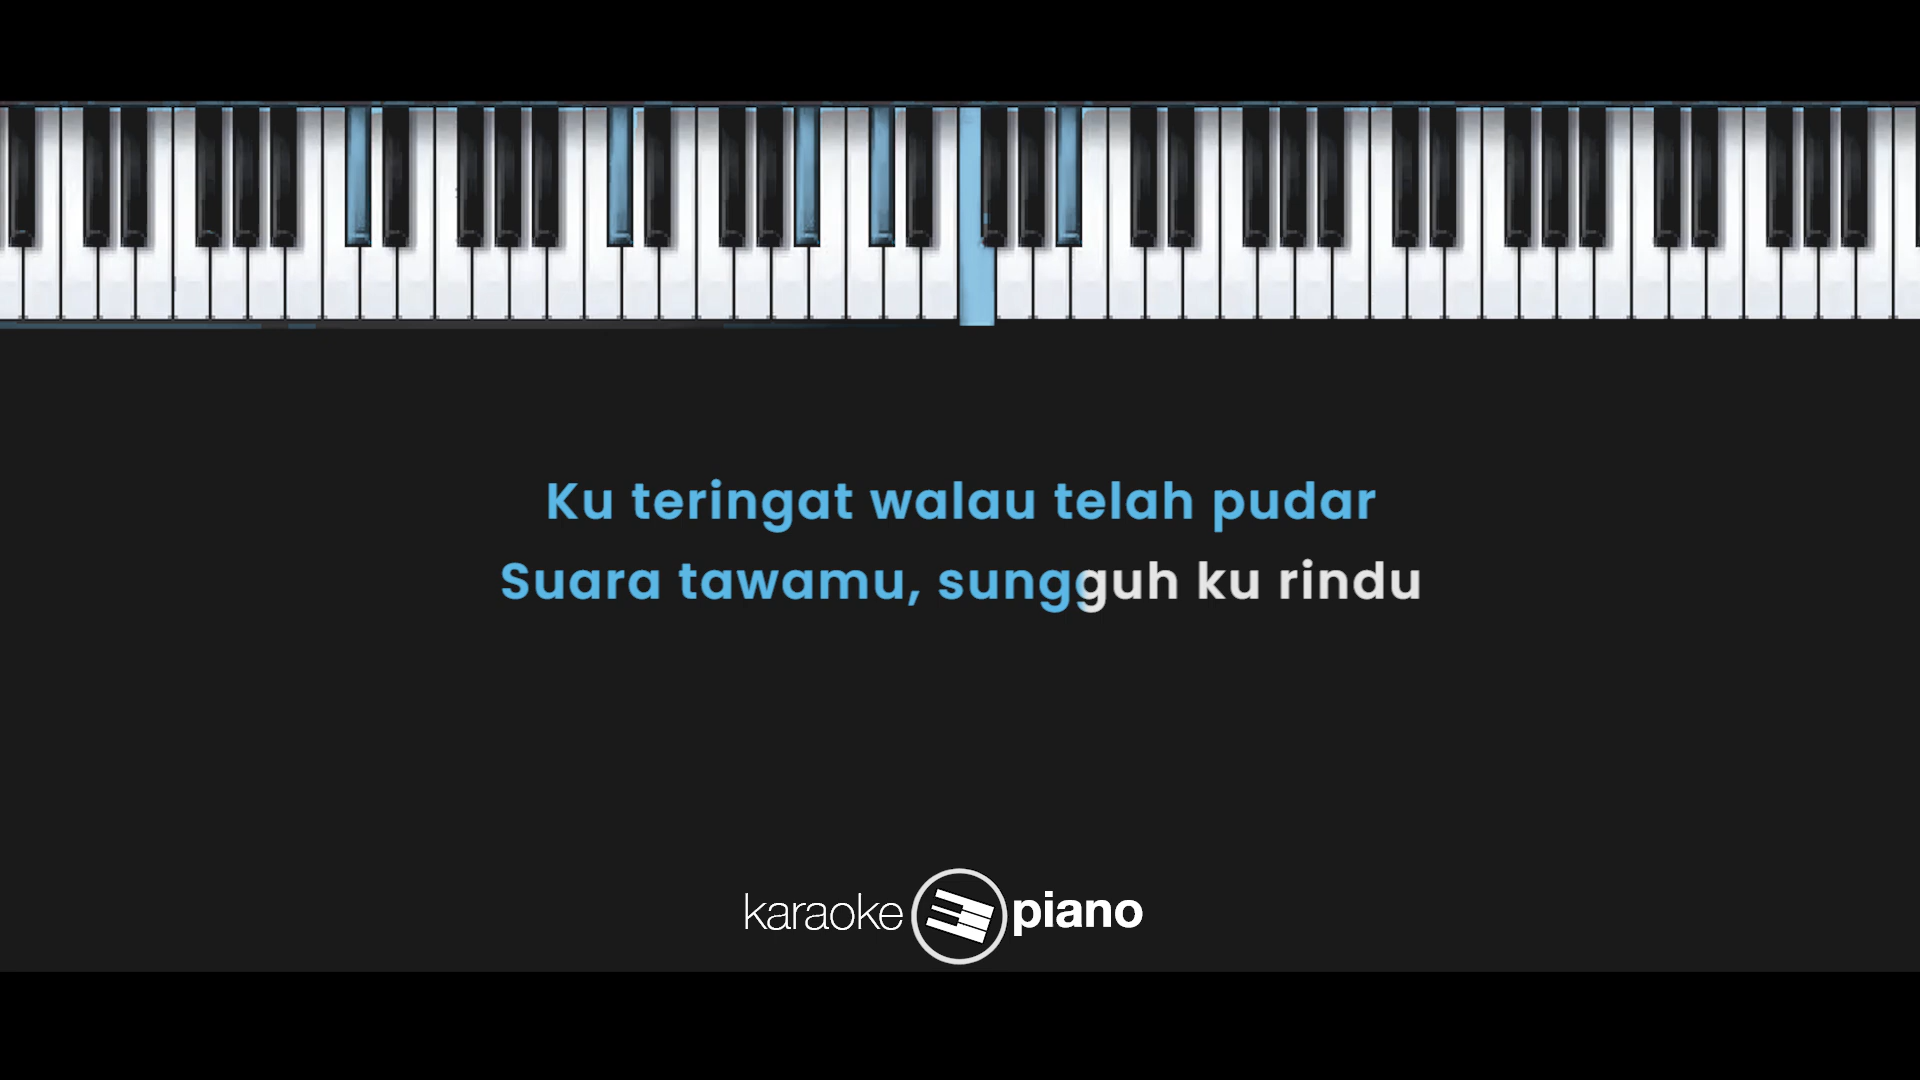 Ku teringat walau telah pudar
Suara tawamu, sungguh ku rindu
karaoke piano